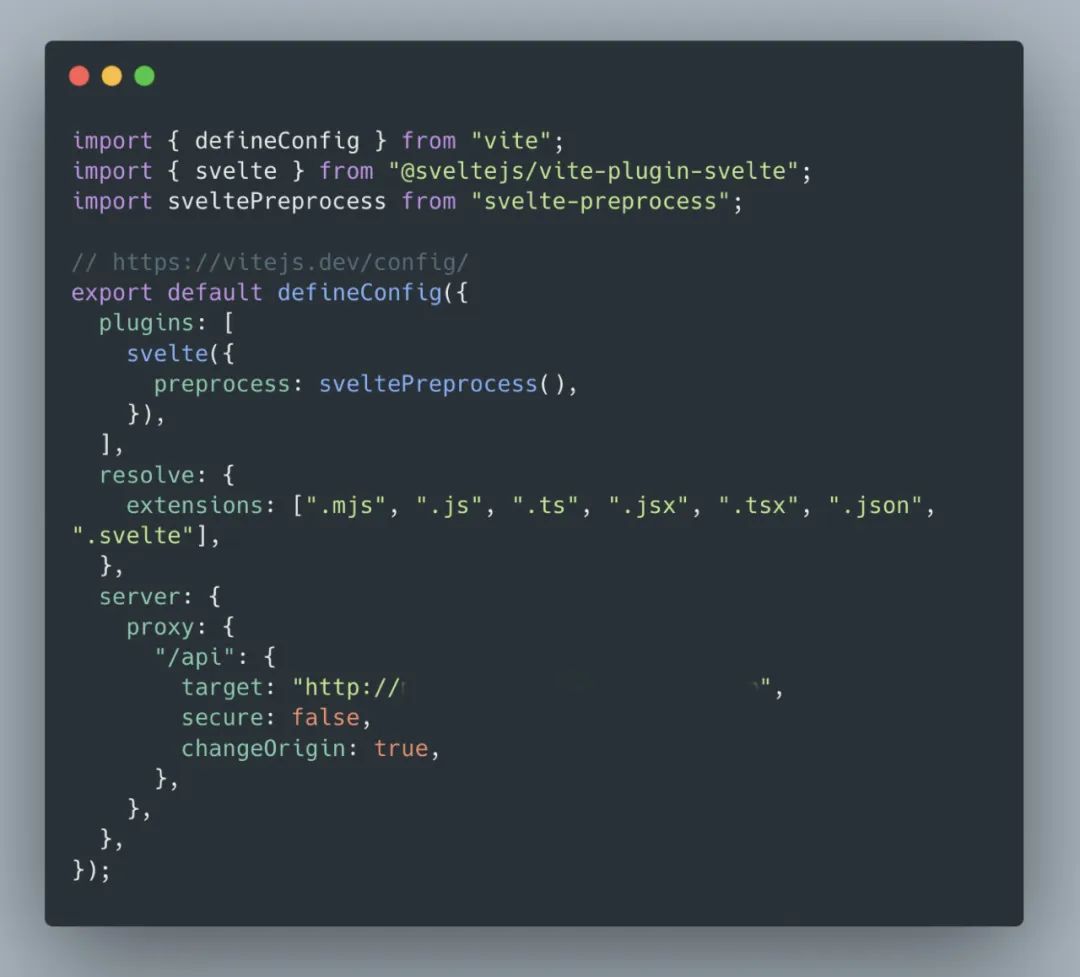 import { defineConfig } from "vite";
import { svelte } from "@sveltejs/vite-plugin-svelte";
import sveltePreprocess from "svelte-preprocess";

// https://vitejs.dev/config/
export default defineConfig({
  plugins: [
    svelte({
      preprocess: sveltePreprocess(),
    }),
  ],
  resolve: {
    extensions: [".mjs", ".js", ".ts", ".jsx", ".tsx", ".json",
".svelte"],
  },
  server: {
    proxy: {
      "/api": {
        target: "http://",
        secure: false,
        changeOrigin: true,
      },
    },
  },
});